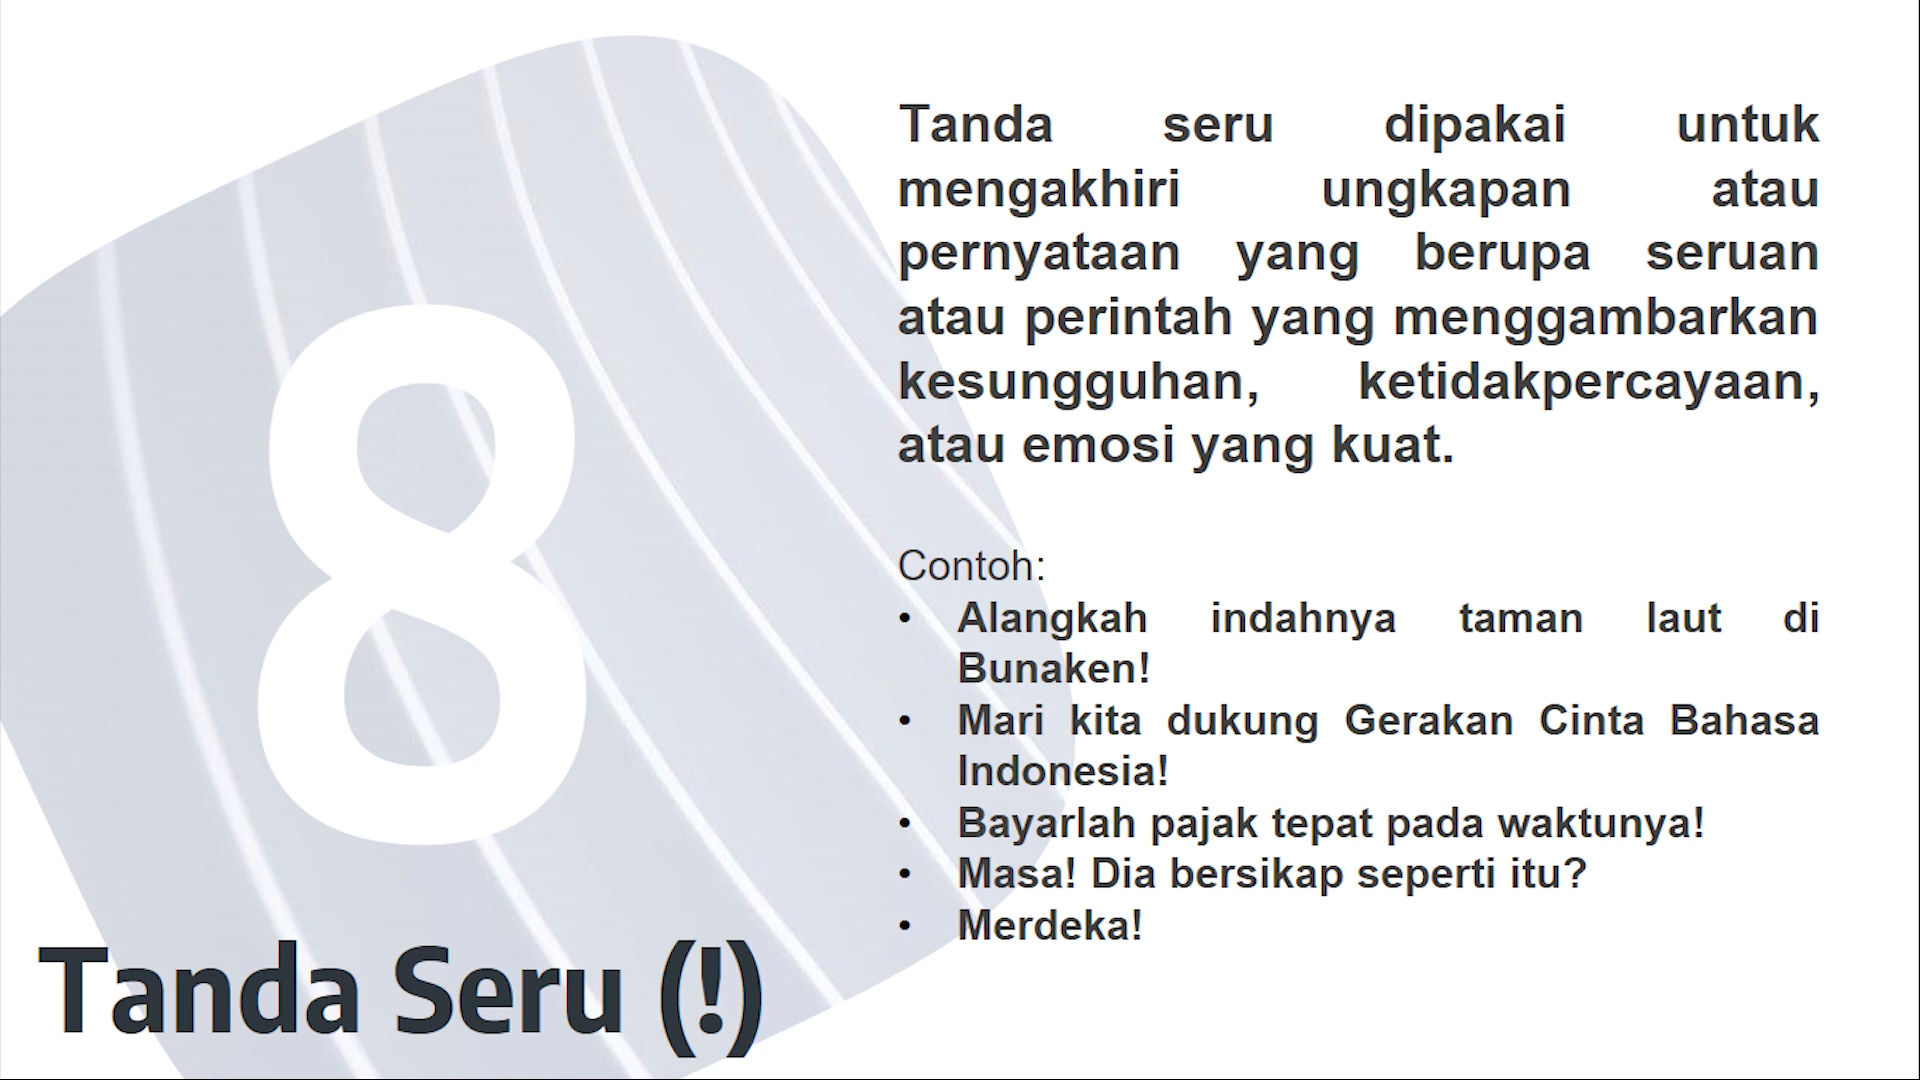 8
Tanda Seru (!)
Tanda seru dipakai untuk
mengakhiri ungkapan atau
pernyataan yang berupa seruan
atau perintah yang menggambarkan
kesungguhan, ketidakpercayaan,
atau emosi yang kuat.
Contoh:
• Alangkah indahnya taman laut di
Bunaken!
• Mari kita dukung Gerakan Cinta Bahasa
Indonesia!
• Bayarlah pajak tepat pada waktunya!
• Masa! Dia bersikap seperti itu?
• Merdeka!